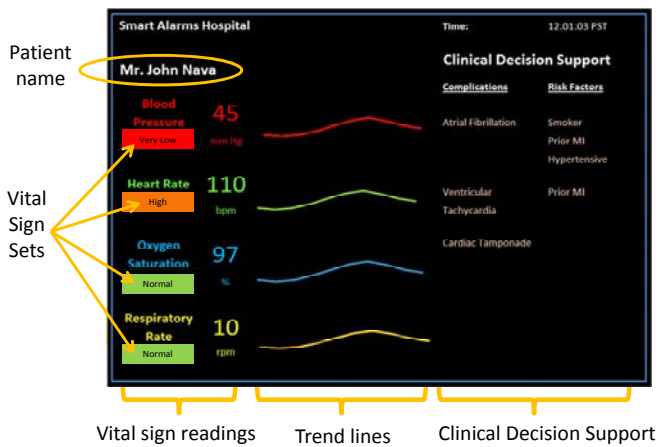 Smart Alarms Hospital
Time:
12.01.03 PST
Patient
name
Mr. John Nava
Clinical Decision Support
Complications
Risk Factors
Blood
Pressure
Very Low
45
mm Hg
Atrial Fibrillation
Smoker
Prior MI
Hypertensive
Vital
Sign
Sets
Heart Rate
High
110
bpm
Ventricular
Tachycardia
Prior MI
Oxygen
Saturation
Normal
97
%
Cardiac Tamponade
Respiratory
Rate
Normal
10
rpm
Vital sign readings
Trend lines
Clinical Decision Support